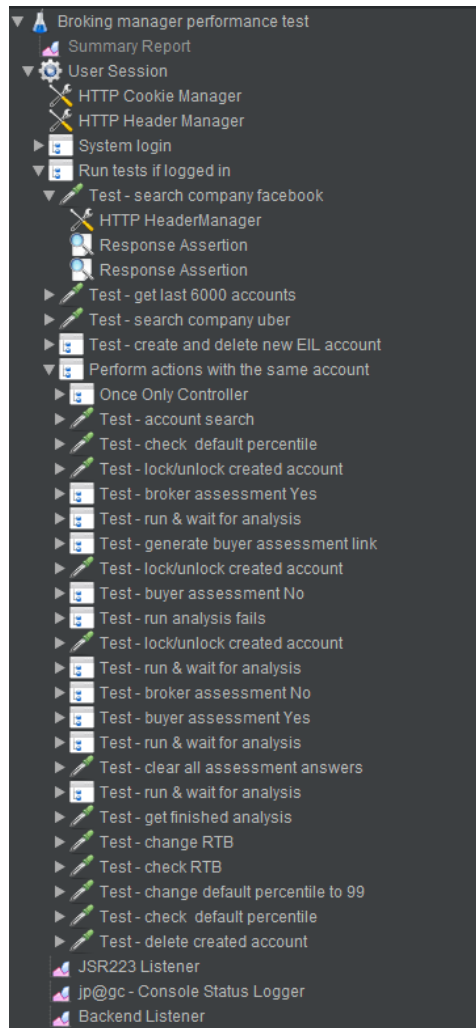 Broking manager performance test
Summary Report
User Session
HTTP Cookie Manager
HTTP Header Manager
System login
Run tests if logged in
Test - search company facebook
HTTP HeaderManager
Response Assertion
Response Assertion
Test - get last 6000 accounts
Test - search company uber
Test - create and delete new EIL account
Perform actions with the same account
Once Only Controller
Test - account search
Test - check  default percentile
Test - lock/unlock created account
Test - broker assessment Yes
Test - run & wait for analysis
Test - generate buyer assessment link
Test - lock/unlock created account
Test - buyer assessment No
Test - run analysis fails
Test - lock/unlock created account
Test - run & wait for analysis
Test - broker assessment No
Test - buyer assessment Yes
Test - run & wait for analysis
Test - clear all assessment answers
Test - run & wait for analysis
Test - get finished analysis
Test - change RTB
Test - check RTB
Test - change default percentile to 99
Test - check  default percentile
Test - delete created account
JSR223 Listener
jp@gc - Console Status Logger
Backend Listener